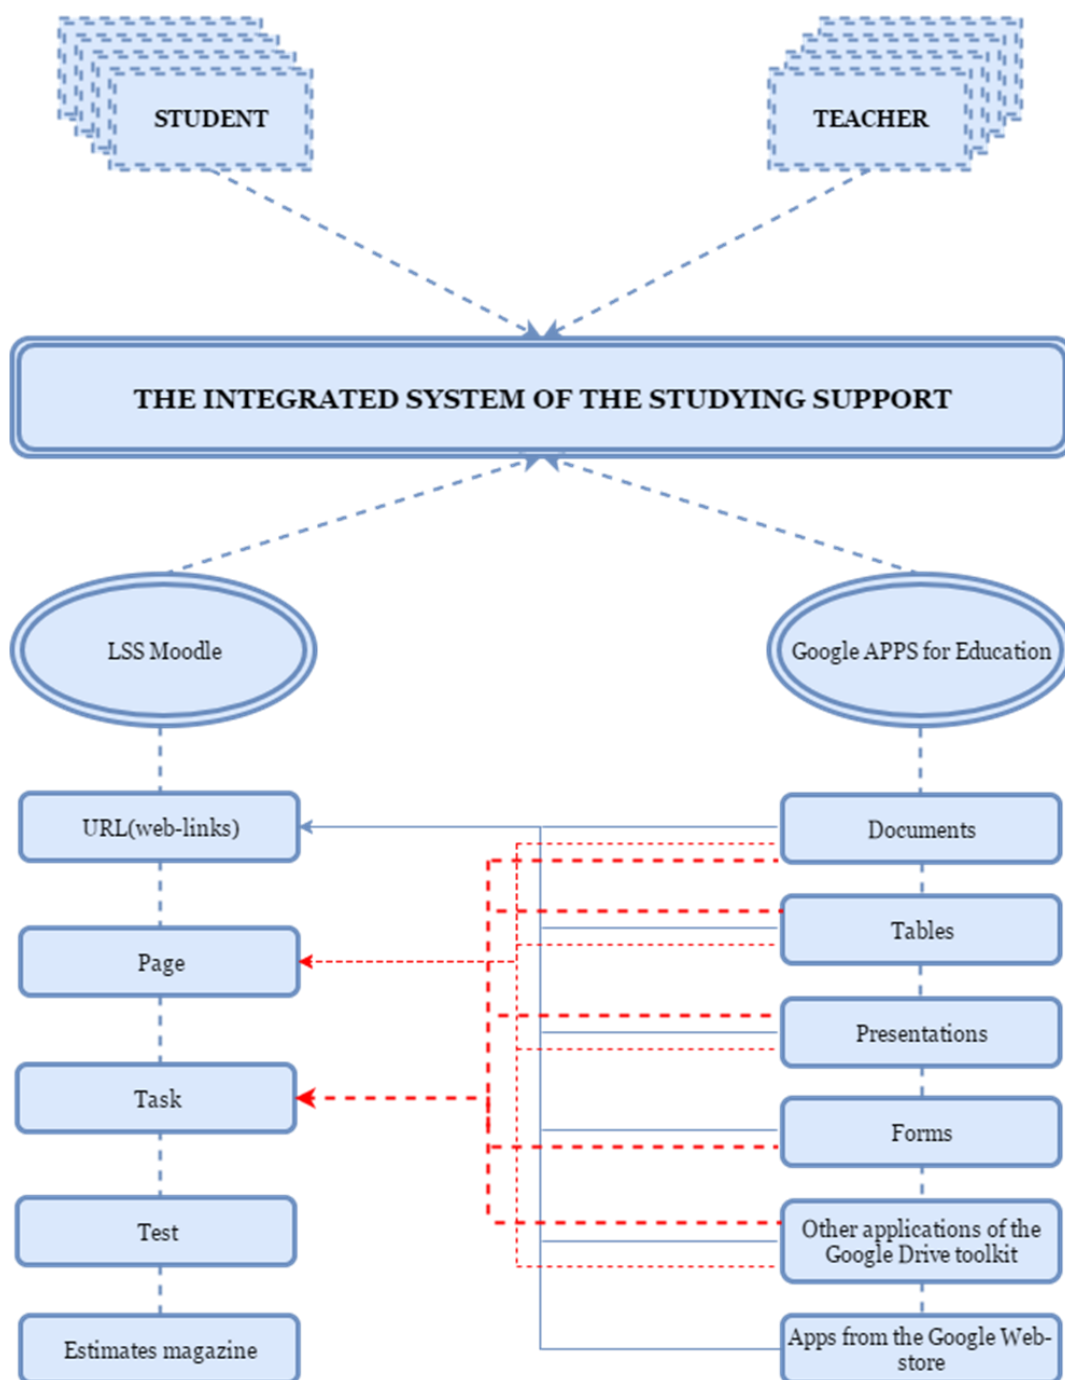 STUDENT
TEACHER
THE INTEGRATED SYSTEM OF THE STUDYING SUPPORT
LSS Moodle
Google APPS for Education
URL(web-links)
Documents
Tables
Page
Presentations
Task
Forms
Test
Other applications of the
Google Drive toolkit
Estimates magazine
Apps from the Google Web-
store